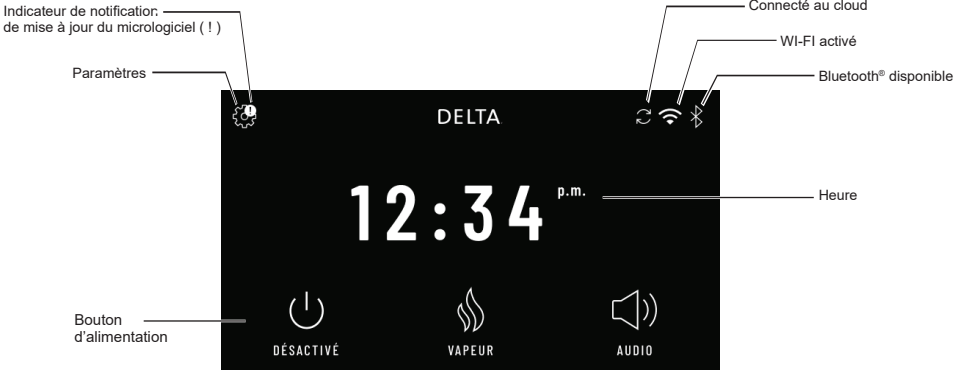 Indicateur de notification
de mise à jour du micrologiciel ( ! )
Connecté au cloud
WI-FI activé
Paramètres
Bluetooth® disponible
!
DELTA
12:34 p.m.
Heure
Bouton
d’alimentation
DÉSACTIVÉ
VAPEUR
AUDIO